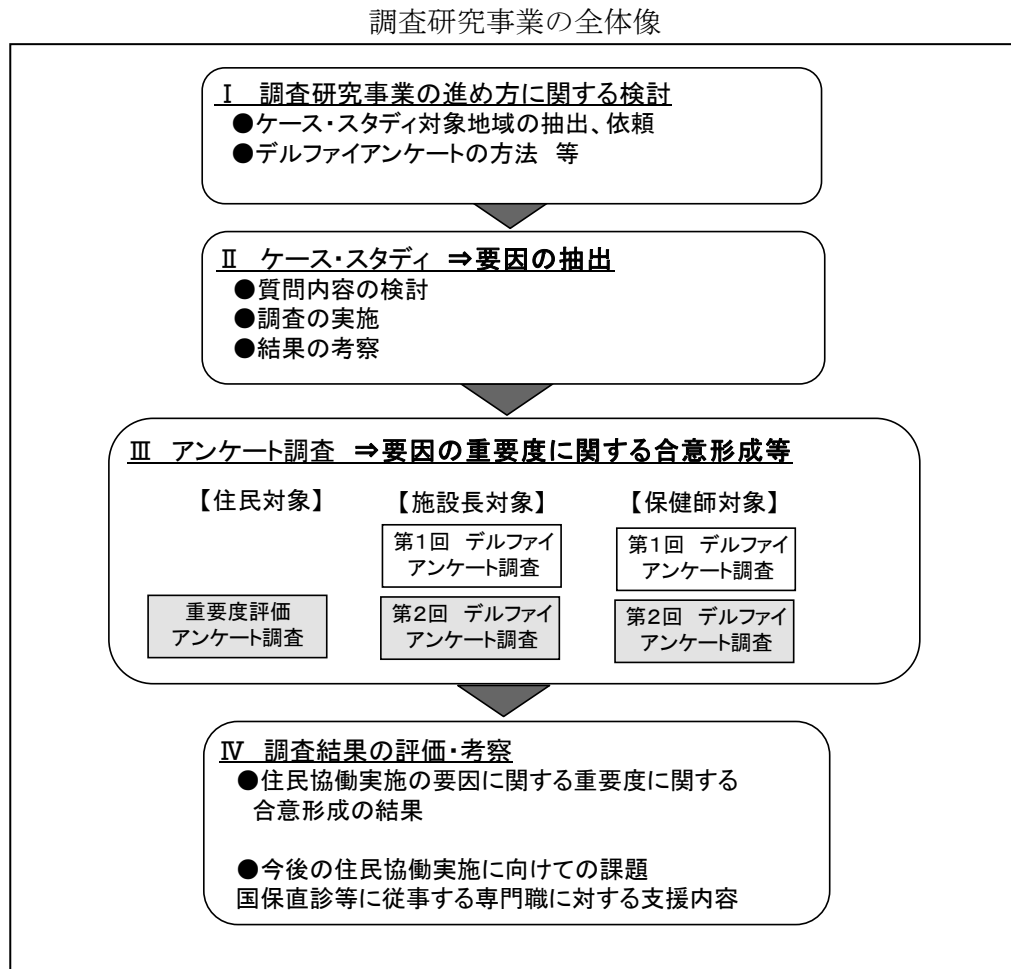 調査研究事業の全体像
Ⅰ 調査研究事業の進め方に関する検討
●ケース・スタディ対象地域の抽出、依頼
●デルファイアンケートの方法 等
Ⅱ ケース・スタディ ⇒要因の抽出
●質問内容の検討
●調査の実施
●結果の考察
Ⅲ アンケート調査 ⇒要因の重要度に関する合意形成等
【住民対象】
【施設長対象】
【保健師対象】
第1回 デルファイ
アンケート調査
第1回 デルファイ
アンケート調査
重要度評価
アンケート調査
第2回 デルファイ
アンケート調査
第2回 デルファイ
アンケート調査
Ⅳ 調査結果の評価・考察
●住民協働実施の要因に関する重要度に関する
合意形成の結果
●今後の住民協働実施に向けての課題
国保直診等に従事する専門職に対する支援内容